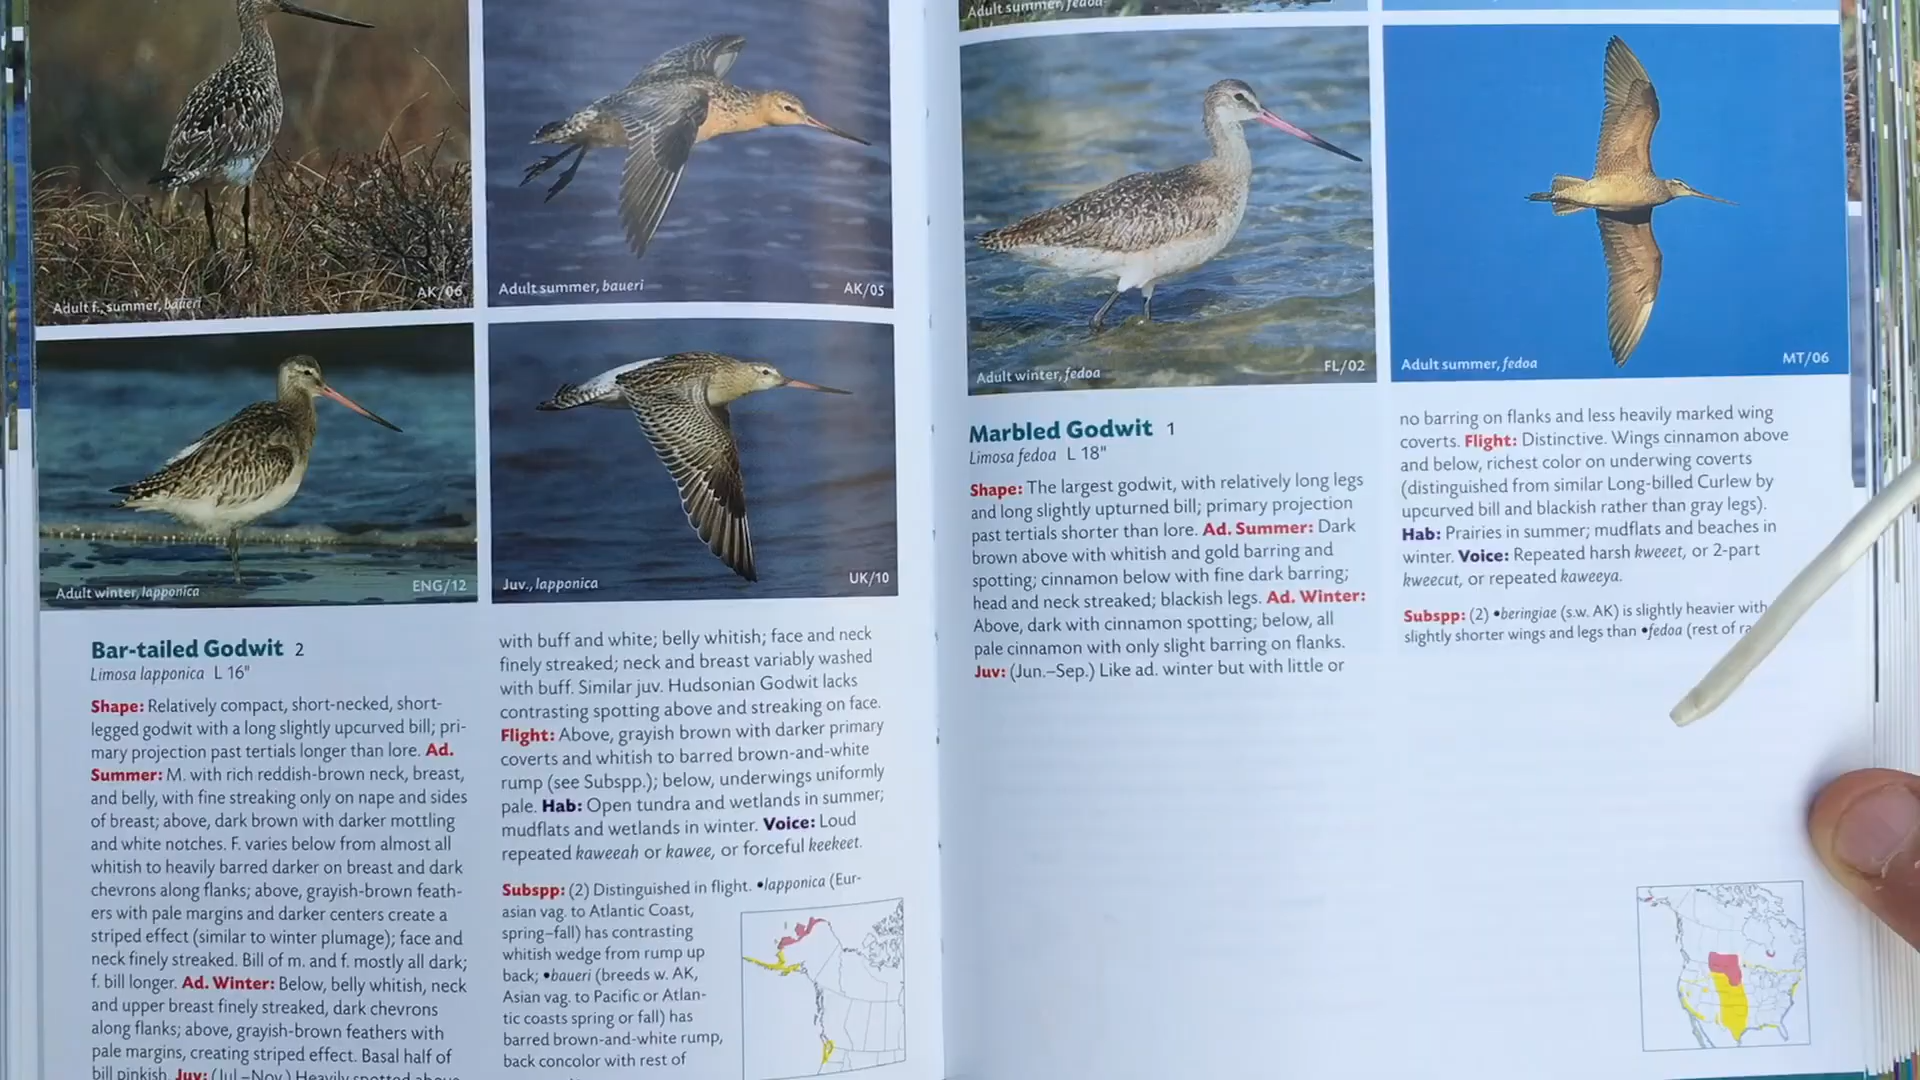 Adult f., summer, baueri
AK/06
Adult summer, baueri
AK/05
Adult winter, lapponica
ENG/12
Juv., lapponica
UK/10
Bar-tailed Godwit 2
Limosa lapponica L 16"
Shape: Relatively compact, short-necked, short-
legged godwit with a long slightly upcurved bill; pri-
mary projection past tertials longer than lore. Ad.
Summer: M. with rich reddish-brown neck, breast,
and belly, with fine streaking only on nape and sides
of breast; above, dark brown with darker mottling
and white notches. F. varies below from almost all
whitish to heavily barred darker on breast and dark
chevrons along flanks; above, grayish-brown feath-
ers with pale margins and darker centers create a
striped effect (similar to winter plumage); face and
neck finely streaked. Bill of m. and f. mostly all dark;
f. bill longer. Ad. Winter: Below, belly whitish, neck
and upper breast finely streaked, dark chevrons
along flanks; above, grayish-brown feathers with
pale margins, creating striped effect. Basal half of
bill pinkish. Juv: (Jul.–Nov.) Heavily spotted above
with buff and white; belly whitish; face and neck
finely streaked; neck and breast variably washed
with buff. Similar juv. Hudsonian Godwit lacks
contrasting spotting above and streaking on face.
Flight: Above, grayish brown with darker primary
coverts and whitish to barred brown-and-white
rump (see Subspp.); below, underwings uniformly
pale. Hab: Open tundra and wetlands in summer;
mudflats and wetlands in winter. Voice: Loud
repeated kaweeah or kawee, or forceful keekeet.
Subspp: (2) Distinguished in flight. •lapponica (Eur-
asian vag. to Atlantic Coast,
spring–fall) has contrasting
whitish wedge from rump up
back; •baueri (breeds w. AK,
Asian vag. to Pacific or Atlan-
tic coasts spring or fall) has
barred brown-and-white rump,
back concolor with rest of
Adult summer, fedoa
Adult winter, fedoa
FL/02
Adult summer, fedoa
MT/06
Marbled Godwit 1
Limosa fedoa L 18"
Shape: The largest godwit, with relatively long legs
and long slightly upturned bill; primary projection
past tertials shorter than lore. Ad. Summer: Dark
brown above with whitish and gold barring and
spotting; cinnamon below with fine dark barring;
head and neck streaked; blackish legs. Ad. Winter:
Above, dark with cinnamon spotting; below, all
pale cinnamon with only slight barring on flanks.
Juv: (Jun.–Sep.) Like ad. winter but with little or
no barring on flanks and less heavily marked wing
coverts. Flight: Distinctive. Wings cinnamon above
and below, richest color on underwing coverts
(distinguished from similar Long-billed Curlew by
upcurved bill and blackish rather than gray legs).
Hab: Prairies in summer; mudflats and beaches in
winter. Voice: Repeated harsh kweeet, or 2-part
kweecut, or repeated kaweeya.
Subspp: (2) •beringiae (s.w. AK) is slightly heavier with
slightly shorter wings and legs than •fedoa (rest of